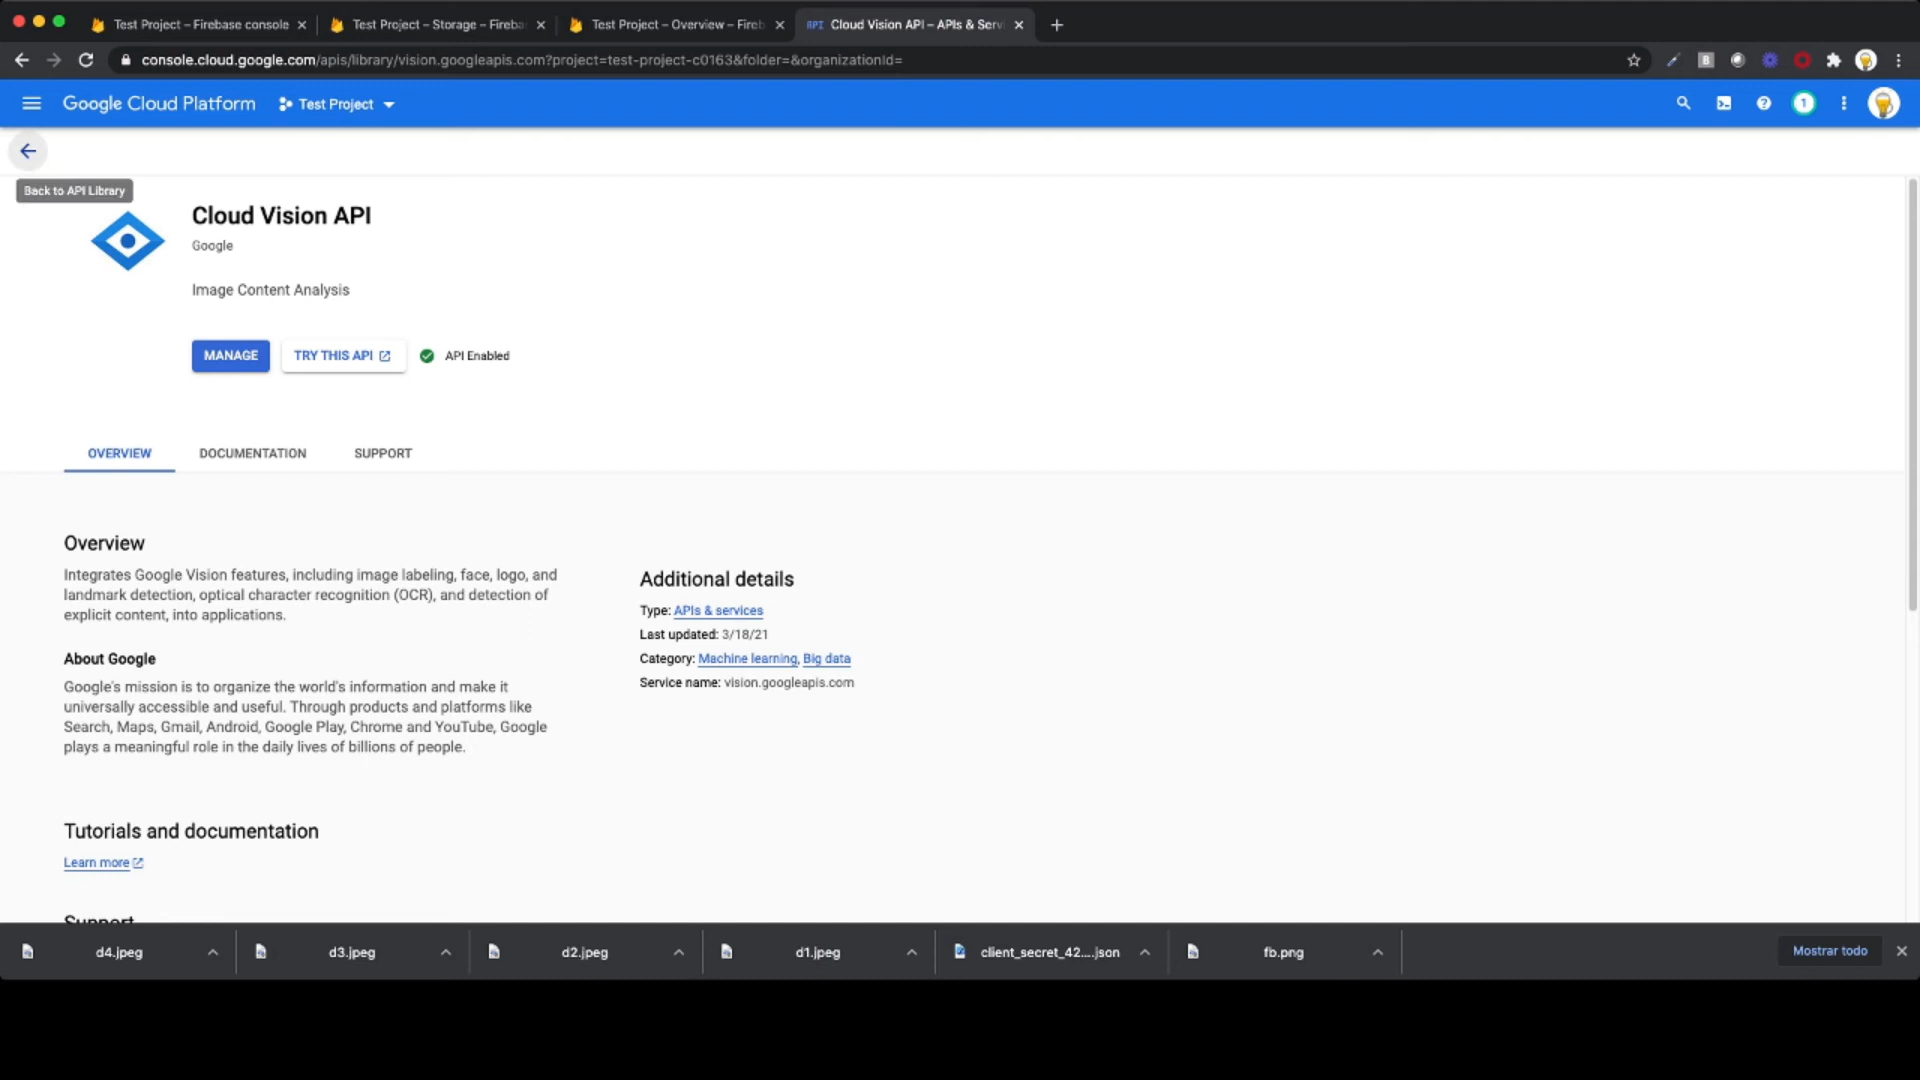 Test Project – Firebase console
Test Project – Storage – Fireba
Test Project – Overview – Fireb
API Cloud Vision API – APIs & Serv
console.cloud.google.com/apis/library/vision.googleapis.com?project=test-project-c0163&folder=&organizationId=
Google Cloud Platform
Test Project
1
Back to API Library
Cloud Vision API
Google
Image Content Analysis
MANAGE
TRY THIS API
API Enabled
OVERVIEW
DOCUMENTATION
SUPPORT
Overview
Integrates Google Vision features, including image labeling, face, logo, and
landmark detection, optical character recognition (OCR), and detection of
explicit content, into applications.
About Google
Google's mission is to organize the world's information and make it
universally accessible and useful. Through products and platforms like
Search, Maps, Gmail, Android, Google Play, Chrome and YouTube, Google
plays a meaningful role in the daily lives of billions of people.
Additional details
Type: APIs & services
Last updated: 3/18/21
Category: Machine learning, Big data
Service name: vision.googleapis.com
Tutorials and documentation
Learn more
Support
d4.jpeg
d3.jpeg
d2.jpeg
d1.jpeg
client_secret_42....json
fb.png
Mostrar todo